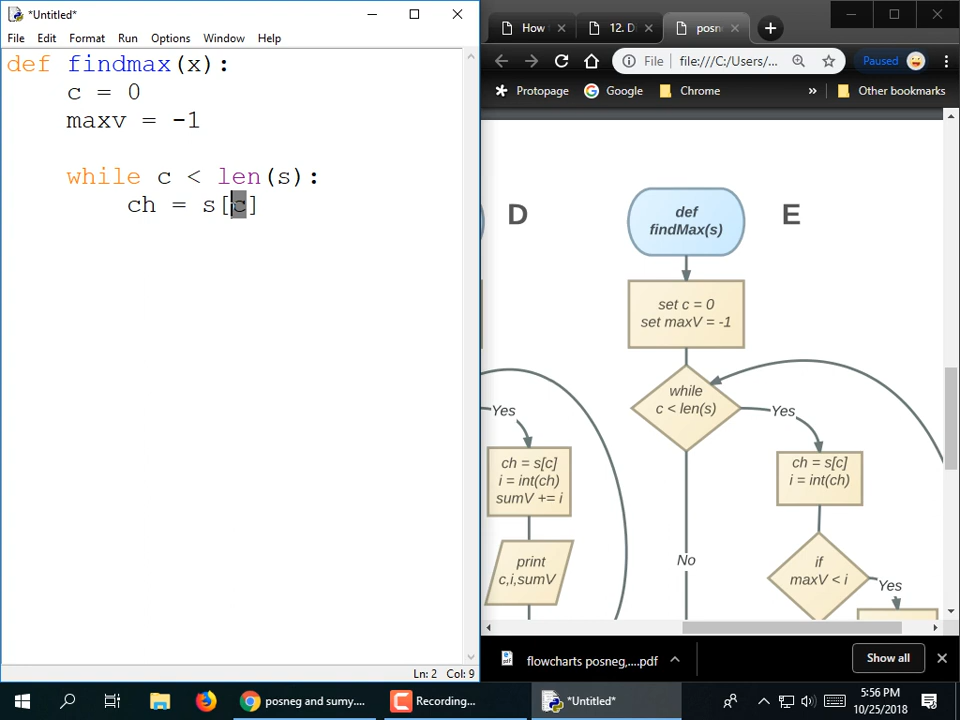 *Untitled*
File Edit Format Run Options Window Help
def findmax(x):
c = 0
maxv = -1
while c < len(s):
ch = s[c]
Ln: 2 Col: 9
How
12. D
posne
File file:///C:/Users/...
Paused
Protopage
Google
Chrome
»
Other bookmarks
D
Yes
ch = s[c]
i = int(ch)
sumV += i
print
c,i,sumV
E
def
findMax(s)
set c = 0
set maxV = -1
while
c < len(s)
Yes
No
ch = s[c]
i = int(ch)
if
maxV < i
Yes
flowcharts posneg,....pdf
Show all
posneg and sumy....
Recording...
*Untitled*
5:56 PM
10/25/2018